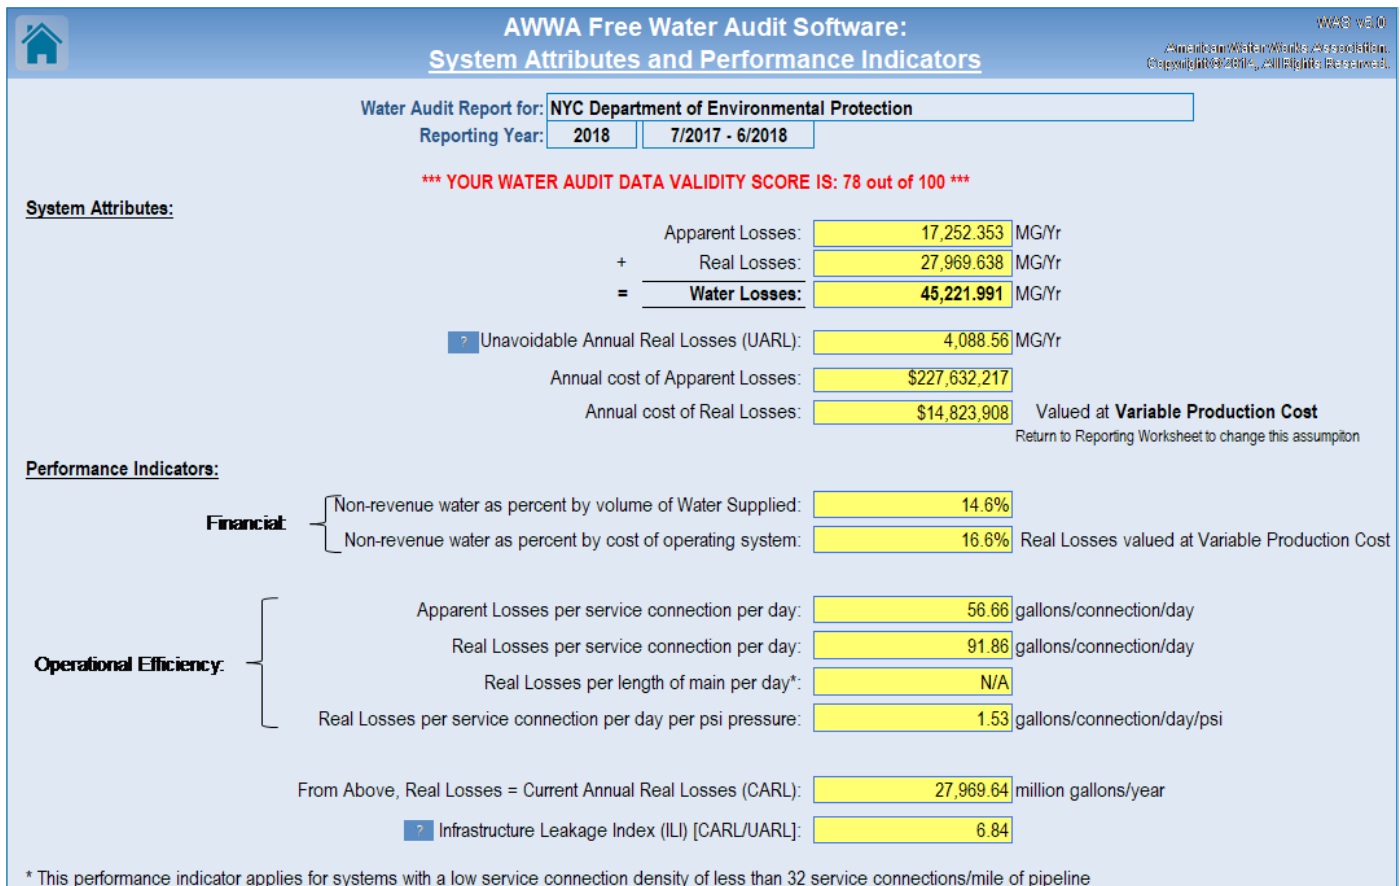 AWWA Free Water Audit Software:
WAS v5.0
System Attributes and Performance Indicators
American Water Works Association.
Copyright © 2014, All Rights Reserved.
Water Audit Report for: NYC Department of Environmental Protection
Reporting Year: 2018 7/2017 - 6/2018
*** YOUR WATER AUDIT DATA VALIDITY SCORE IS: 78 out of 100 ***
System Attributes:
Apparent Losses: 17,252.353 MG/Yr
+ Real Losses: 27,969.638 MG/Yr
= Water Losses: 45,221.991 MG/Yr
? Unavoidable Annual Real Losses (UARL): 4,088.56 MG/Yr
Annual cost of Apparent Losses: $227,632,217
Annual cost of Real Losses: $14,823,908 Valued at Variable Production Cost
Return to Reporting Worksheet to change this assumpiton
Performance Indicators:
Non-revenue water as percent by volume of Water Supplied: 14.6%
Financial:
Non-revenue water as percent by cost of operating system: 16.6% Real Losses valued at Variable Production Cost
Apparent Losses per service connection per day: 56.66 gallons/connection/day
Real Losses per service connection per day: 91.86 gallons/connection/day
Operational Efficiency:
Real Losses per length of main per day*: N/A
Real Losses per service connection per day per psi pressure: 1.53 gallons/connection/day/psi
From Above, Real Losses = Current Annual Real Losses (CARL): 27,969.64 million gallons/year
? Infrastructure Leakage Index (ILI) [CARL/UARL]: 6.84
* This performance indicator applies for systems with a low service connection density of less than 32 service connections/mile of pipeline